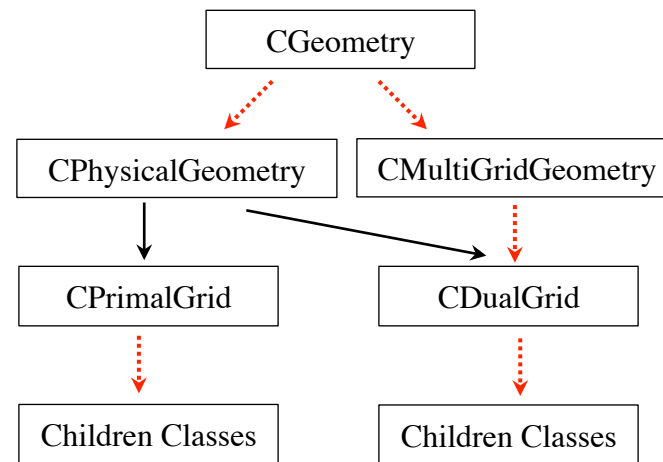 CGeometry
CPhysicalGeometry
CMultiGridGeometry
CPrimalGrid
CDualGrid
Children Classes
Children Classes